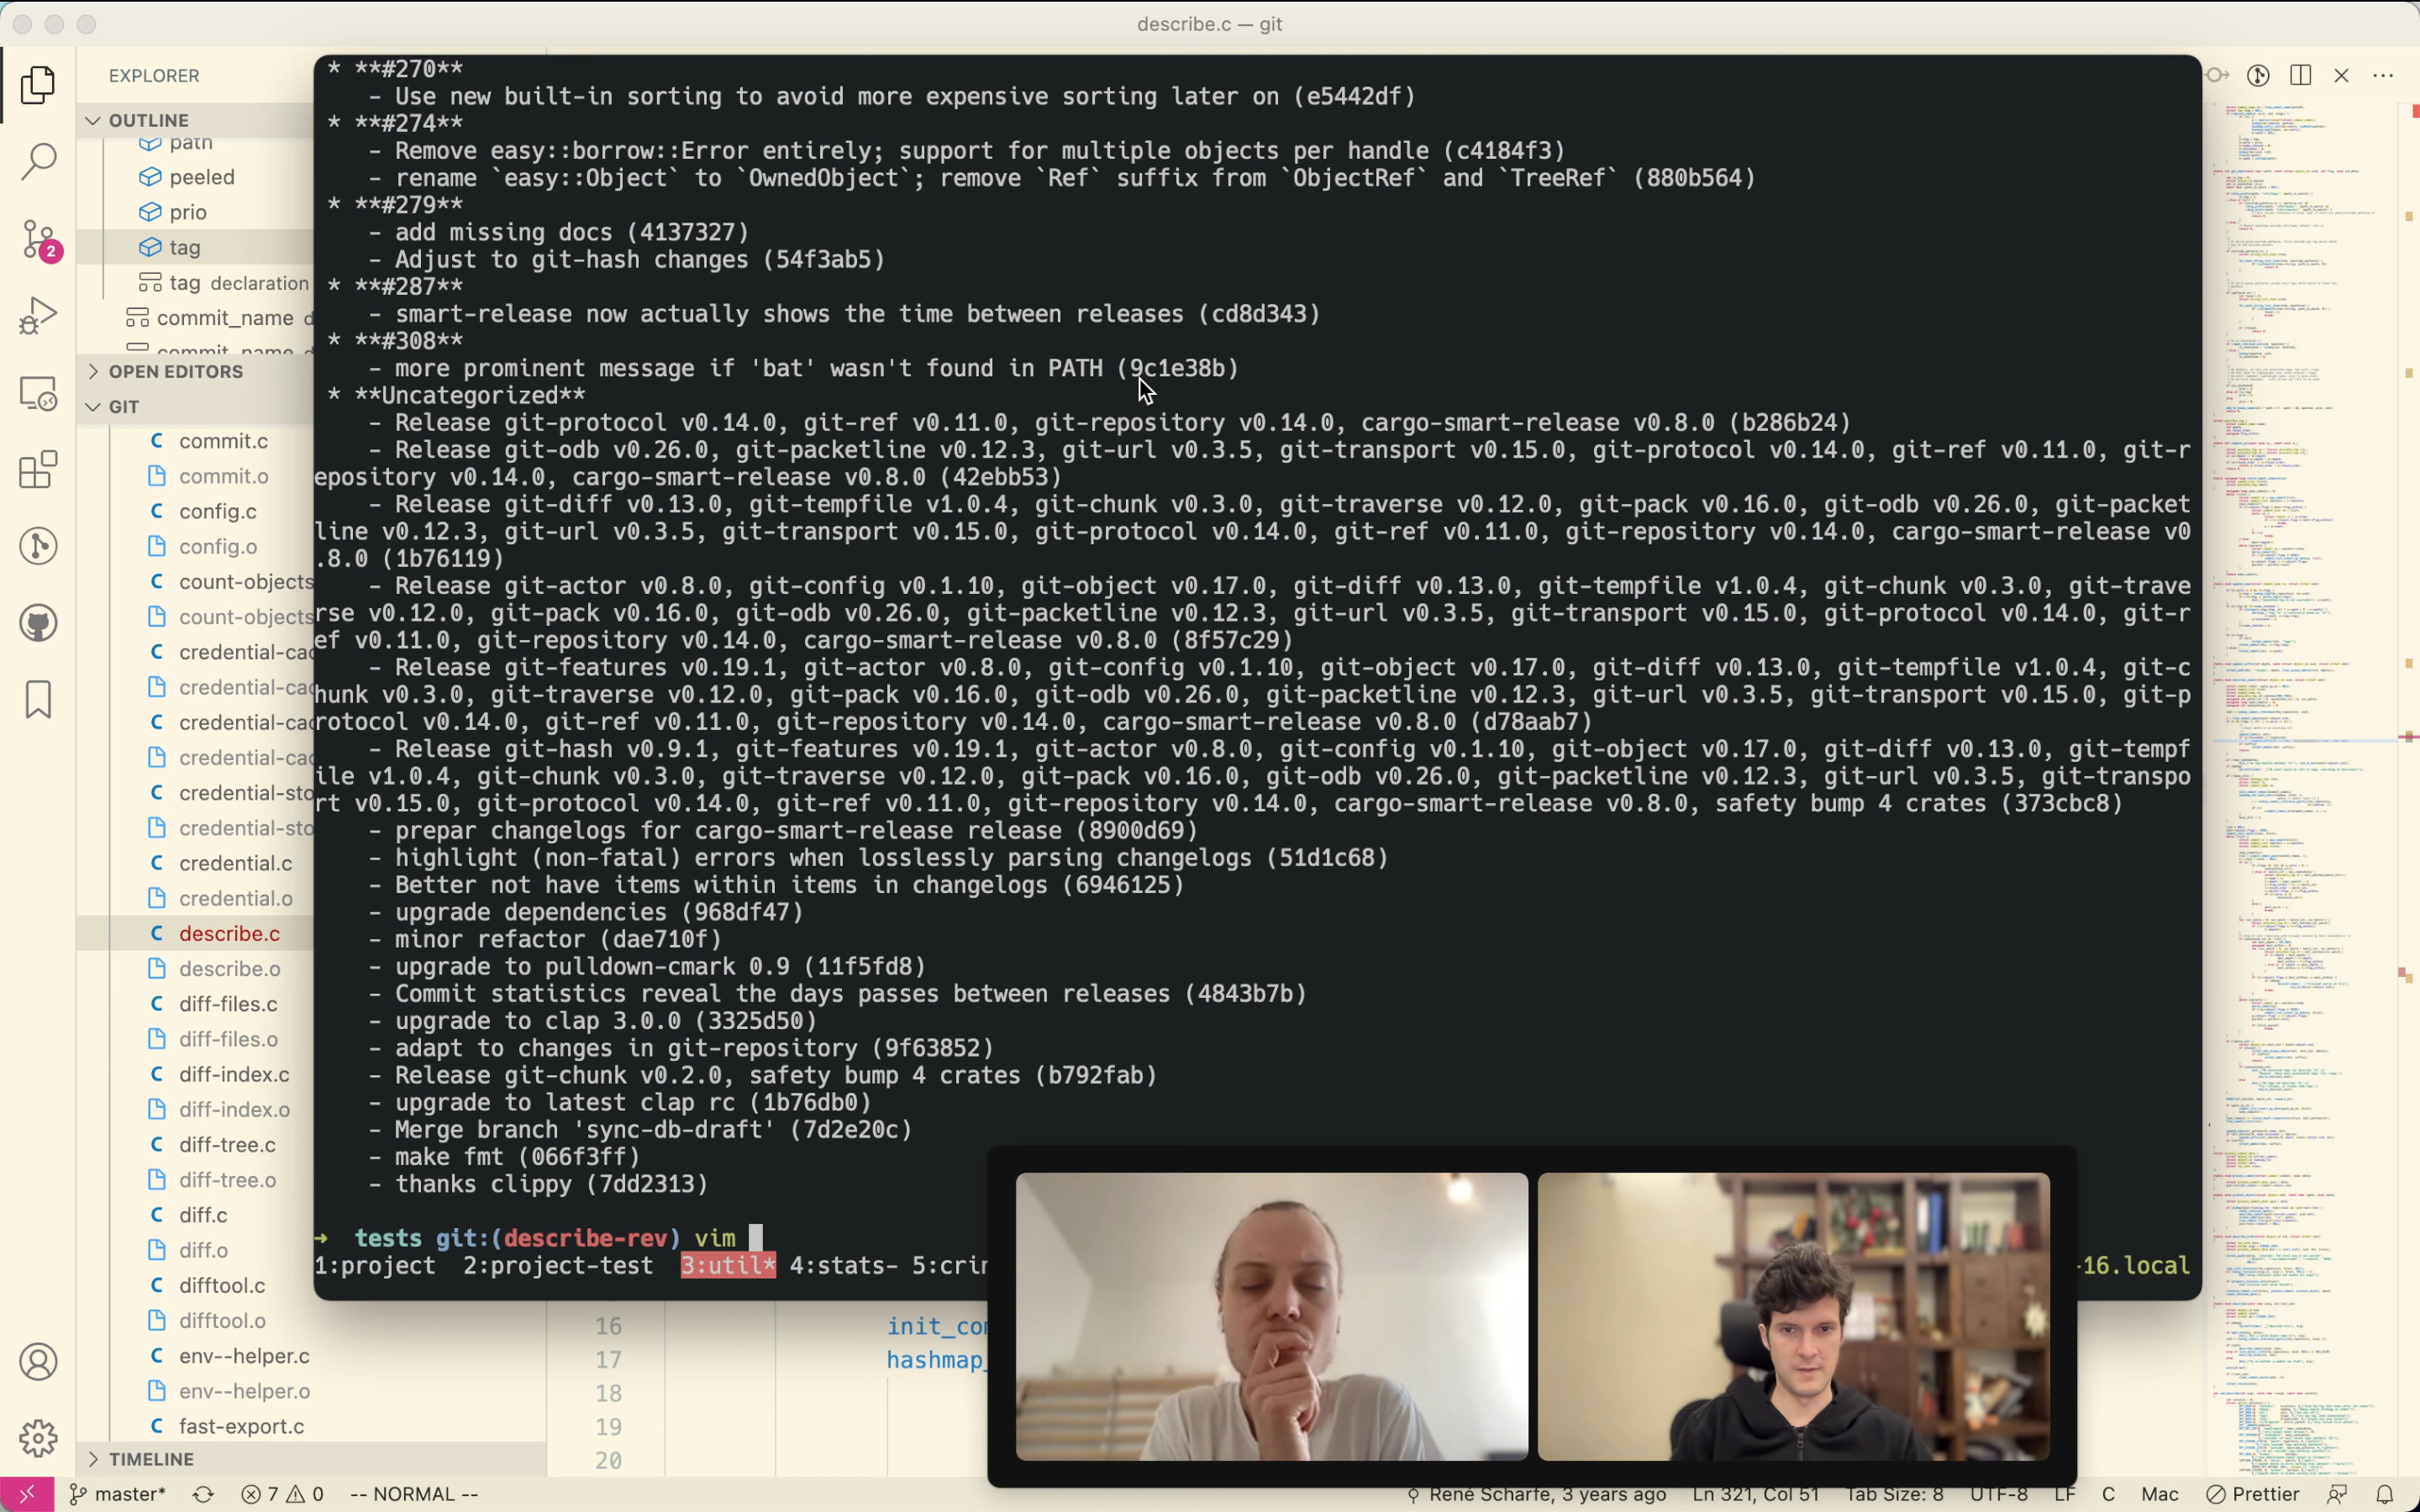 describe.c — git
EXPLORER
OUTLINE
path
peeled
prio
tag
tag declaration
commit_name d
commit_name d
OPEN EDITORS
GIT
C commit.c
commit.o
C config.c
config.o
C count-objects
count-objects
C credential-cac
credential-cac
C credential-cac
credential-cac
C credential-sto
credential-sto
C credential.c
credential.o
C describe.c
describe.o
C diff-files.c
diff-files.o
C diff-index.c
diff-index.o
C diff-tree.c
diff-tree.o
C diff.c
diff.o
C difftool.c
difftool.o
C env--helper.c
env--helper.o
C fast-export.c
TIMELINE
2
* **#270**
- Use new built-in sorting to avoid more expensive sorting later on (e5442df)
* **#274**
- Remove easy::borrow::Error entirely; support for multiple objects per handle (c4184f3)
- rename `easy::Object` to `OwnedObject`; remove `Ref` suffix from `ObjectRef` and `TreeRef` (880b564)
* **#279**
- add missing docs (4137327)
- Adjust to git-hash changes (54f3ab5)
* **#287**
- smart-release now actually shows the time between releases (cd8d343)
* **#308**
- more prominent message if 'bat' wasn't found in PATH (9c1e38b)
* **Uncategorized**
- Release git-protocol v0.14.0, git-ref v0.11.0, git-repository v0.14.0, cargo-smart-release v0.8.0 (b286b24)
- Release git-odb v0.26.0, git-packetline v0.12.3, git-url v0.3.5, git-transport v0.15.0, git-protocol v0.14.0, git-ref v0.11.0, git-r
epository v0.14.0, cargo-smart-release v0.8.0 (42ebb53)
- Release git-diff v0.13.0, git-tempfile v1.0.4, git-chunk v0.3.0, git-traverse v0.12.0, git-pack v0.16.0, git-odb v0.26.0, git-packet
line v0.12.3, git-url v0.3.5, git-transport v0.15.0, git-protocol v0.14.0, git-ref v0.11.0, git-repository v0.14.0, cargo-smart-release v0
.8.0 (1b76119)
- Release git-actor v0.8.0, git-config v0.1.10, git-object v0.17.0, git-diff v0.13.0, git-tempfile v1.0.4, git-chunk v0.3.0, git-trave
rse v0.12.0, git-pack v0.16.0, git-odb v0.26.0, git-packetline v0.12.3, git-url v0.3.5, git-transport v0.15.0, git-protocol v0.14.0, git-r
ef v0.11.0, git-repository v0.14.0, cargo-smart-release v0.8.0 (8f57c29)
- Release git-features v0.19.1, git-actor v0.8.0, git-config v0.1.10, git-object v0.17.0, git-diff v0.13.0, git-tempfile v1.0.4, git-c
hunk v0.3.0, git-traverse v0.12.0, git-pack v0.16.0, git-odb v0.26.0, git-packetline v0.12.3, git-url v0.3.5, git-transport v0.15.0, git-p
rotocol v0.14.0, git-ref v0.11.0, git-repository v0.14.0, cargo-smart-release v0.8.0 (d78aab7)
- Release git-hash v0.9.1, git-features v0.19.1, git-actor v0.8.0, git-config v0.1.10, git-object v0.17.0, git-diff v0.13.0, git-tempf
ile v1.0.4, git-chunk v0.3.0, git-traverse v0.12.0, git-pack v0.16.0, git-odb v0.26.0, git-packetline v0.12.3, git-url v0.3.5, git-transpo
rt v0.15.0, git-protocol v0.14.0, git-ref v0.11.0, git-repository v0.14.0, cargo-smart-release v0.8.0, safety bump 4 crates (373cbc8)
- prepar changelogs for cargo-smart-release release (8900d69)
- highlight (non-fatal) errors when losslessly parsing changelogs (51d1c68)
- Better not have items within items in changelogs (6946125)
- upgrade dependencies (968df47)
- minor refactor (dae710f)
- upgrade to pulldown-cmark 0.9 (11f5fd8)
- Commit statistics reveal the days passes between releases (4843b7b)
- upgrade to clap 3.0.0 (3325d50)
- adapt to changes in git-repository (9f63852)
- Release git-chunk v0.2.0, safety bump 4 crates (b792fab)
- upgrade to latest clap rc (1b76db0)
- Merge branch 'sync-db-draft' (7d2e20c)
- make fmt (066f3ff)
- thanks clippy (7dd2313)
→ tests git:(describe-rev) vim
1:project 2:project-test 3:util* 4:stats- 5:crin
-16.local
16 init_con
17 hashmap_
18
19
20
master* 7 0 -- NORMAL --
René Scharfe, 3 years ago Ln 321, Col 51 Tab Size: 8 UTF-8 LF C Mac Prettier